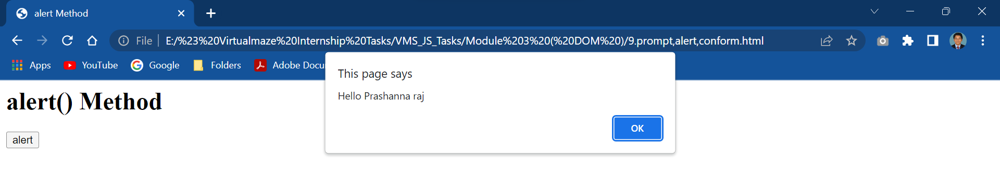 alert Method
File
E:/%23%20Virtualmaze%20Internship%20Tasks/VMS_JS_Tasks/Module%203%20(%20DOM%20)/9.prompt,alert,conform.html
Apps YouTube Google Folders Adobe Docu
This page says
Hello Prashanna raj
OK
alert() Method
alert